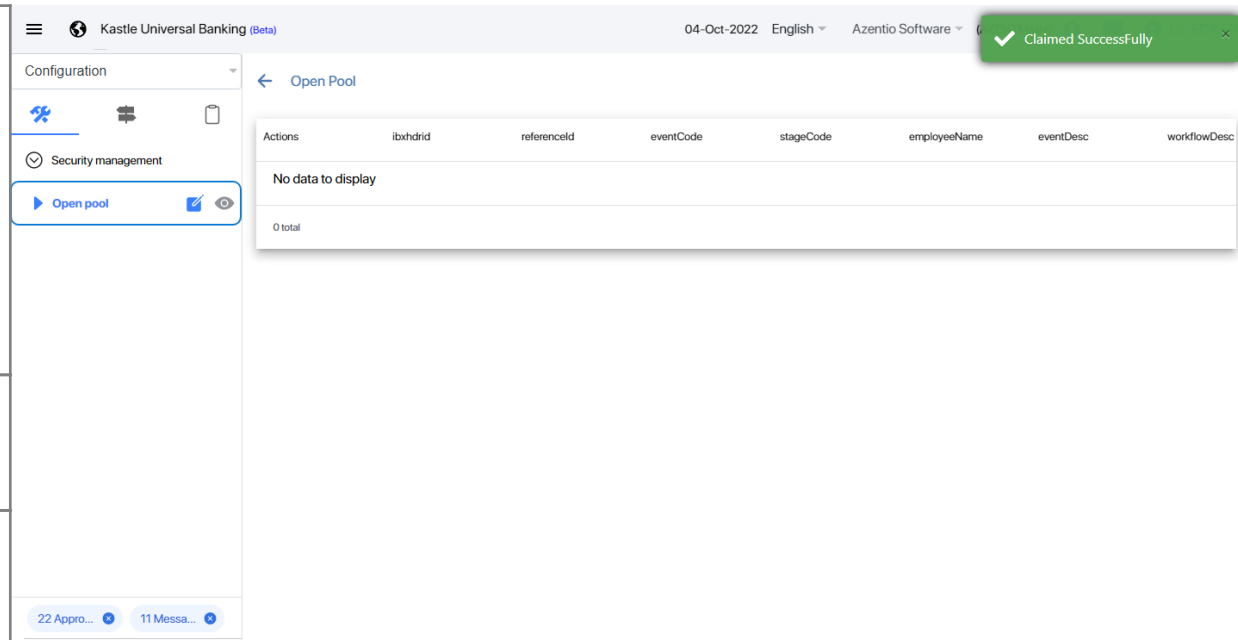 Kastle Universal Banking (Beta)
04-Oct-2022 English Azentio Software
Claimed SuccessFully ×
Configuration
Open Pool
Security management
Open pool
Actions ibxhdrid referenceId eventCode stageCode employeeName eventDesc workflowDesc
No data to display
0 total
22 Appro... 11 Messa...